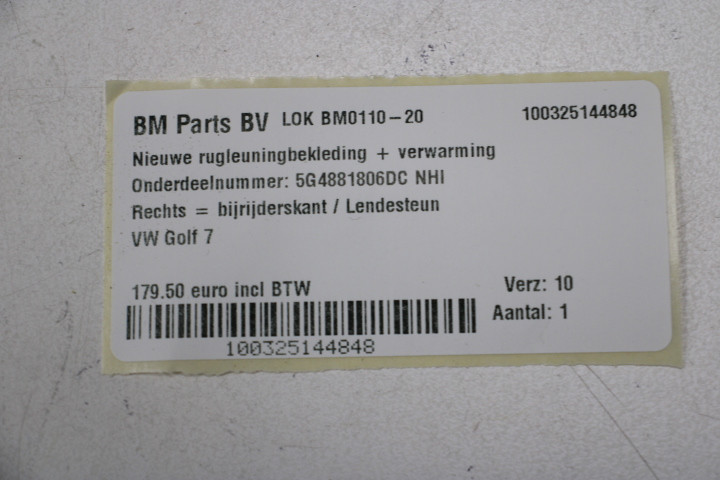 BM Parts BV LOK BM0110-20 100325144848
Nieuwe rugleuningbekleding + verwarming
Onderdeelnummer: 5G4881806DC NHI
Rechts = bijrijderskant / Lendesteun
VW Golf 7
179.50 euro incl BTW Verz: 10
Aantal: 1
100325144848